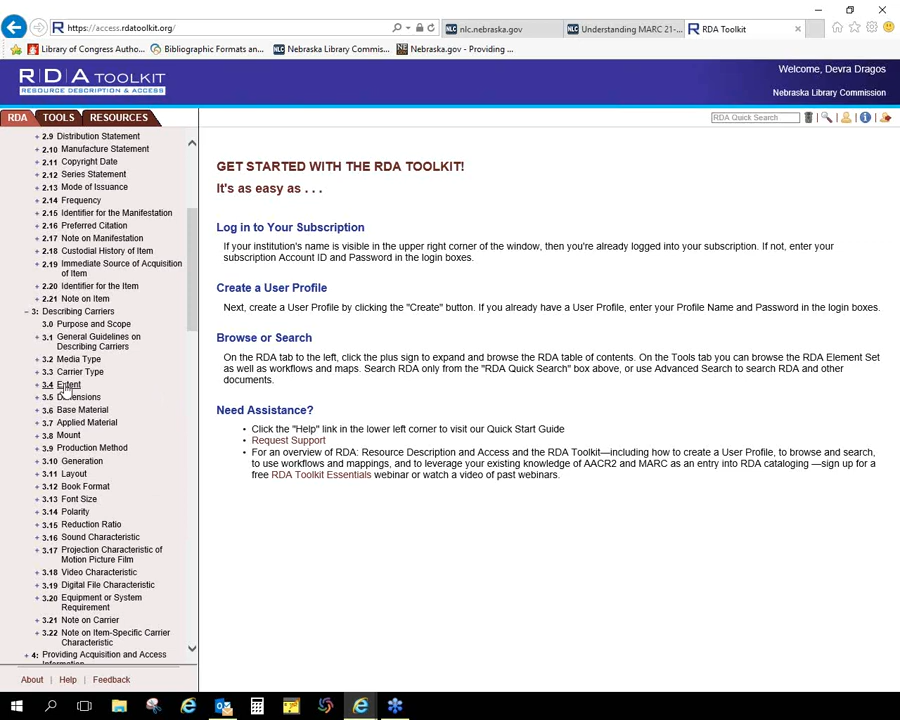 https://access.rdatoolkit.org/
nlc.nebraska.gov
Understanding MARC 21-...
RDA Toolkit
Library of Congress Autho...
Bibliographic Formats an...
Nebraska Library Commis...
Nebraska.gov - Providing ...
R|D|A TOOLKIT
RESOURCE DESCRIPTION & ACCESS
Welcome, Devra Dragos
Nebraska Library Commission
RDA
TOOLS
RESOURCES
RDA Quick Search
2.9 Distribution Statement
2.10 Manufacture Statement
2.11 Copyright Date
2.12 Series Statement
2.13 Mode of Issuance
2.14 Frequency
2.15 Identifier for the Manifestation
2.16 Preferred Citation
2.17 Note on Manifestation
2.18 Custodial History of Item
2.19 Immediate Source of Acquisition
of Item
2.20 Identifier for the Item
2.21 Note on Item
3: Describing Carriers
3.0 Purpose and Scope
3.1 General Guidelines on
Describing Carriers
3.2 Media Type
3.3 Carrier Type
3.4 Extent
3.5 Dimensions
3.6 Base Material
3.7 Applied Material
3.8 Mount
3.9 Production Method
3.10 Generation
3.11 Layout
3.12 Book Format
3.13 Font Size
3.14 Polarity
3.15 Reduction Ratio
3.16 Sound Characteristic
3.17 Projection Characteristic of
Motion Picture Film
3.18 Video Characteristic
3.19 Digital File Characteristic
3.20 Equipment or System
Requirement
3.21 Note on Carrier
3.22 Note on Item-Specific Carrier
Characteristic
4: Providing Acquisition and Access
Information
About | Help | Feedback
GET STARTED WITH THE RDA TOOLKIT!
It's as easy as . . .
Log in to Your Subscription
If your institution's name is visible in the upper right corner of the window, then you're already logged into your subscription. If not, enter your
subscription Account ID and Password in the login boxes.
Create a User Profile
Next, create a User Profile by clicking the "Create" button. If you already have a User Profile, enter your Profile Name and Password in the login boxes.
Browse or Search
On the RDA tab to the left, click the plus sign to expand and browse the RDA table of contents. On the Tools tab you can browse the RDA Element Set
as well as workflows and maps. Search RDA only from the "RDA Quick Search" box above, or use Advanced Search to search RDA and other
documents.
Need Assistance?
• Click the "Help" link in the lower left corner to visit our Quick Start Guide
• Request Support
• For an overview of RDA: Resource Description and Access and the RDA Toolkit—including how to create a User Profile, to browse and search,
to use workflows and mappings, and to leverage your existing knowledge of AACR2 and MARC as an entry into RDA cataloging —sign up for a
free RDA Toolkit Essentials webinar or watch a video of past webinars.